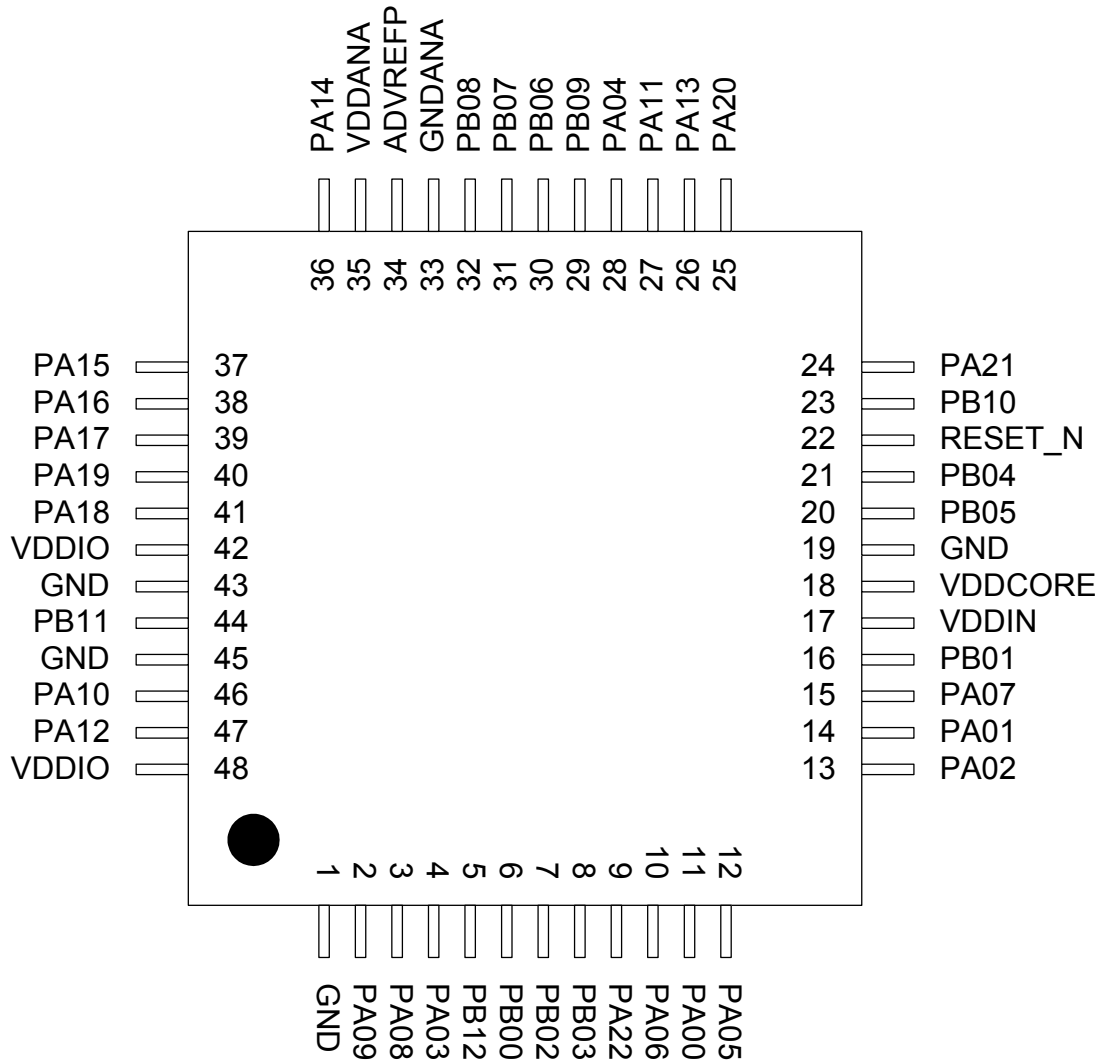 PA14
VDDANA
ADVREFP
GNDANA
PB08
PB07
PB06
PB09
PA04
PA11
PA13
PA20
36
35
34
33
32
31
30
29
28
27
26
25
PA15 37
PA16 38
PA17 39
PA19 40
PA18 41
VDDIO 42
GND 43
PB11 44
GND 45
PA10 46
PA12 47
VDDIO 48
24 PA21
23 PB10
22 RESET_N
21 PB04
20 PB05
19 GND
18 VDDCORE
17 VDDIN
16 PB01
15 PA07
14 PA01
13 PA02
1
2
3
4
5
6
7
8
9
10
11
12
GND
PA09
PA08
PA03
PB12
PB00
PB02
PB03
PA22
PA06
PA00
PA05